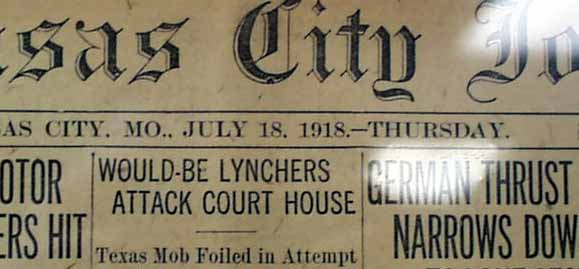 sas City Jo
AS CITY, MO., JULY 18, 1918.—THURSDAY.
OTOR
ERS HIT
WOULD-BE LYNCHERS
ATTACK COURT HOUSE
Texas Mob Foiled in Attempt
GERMAN THRUST
NARROWS DOW